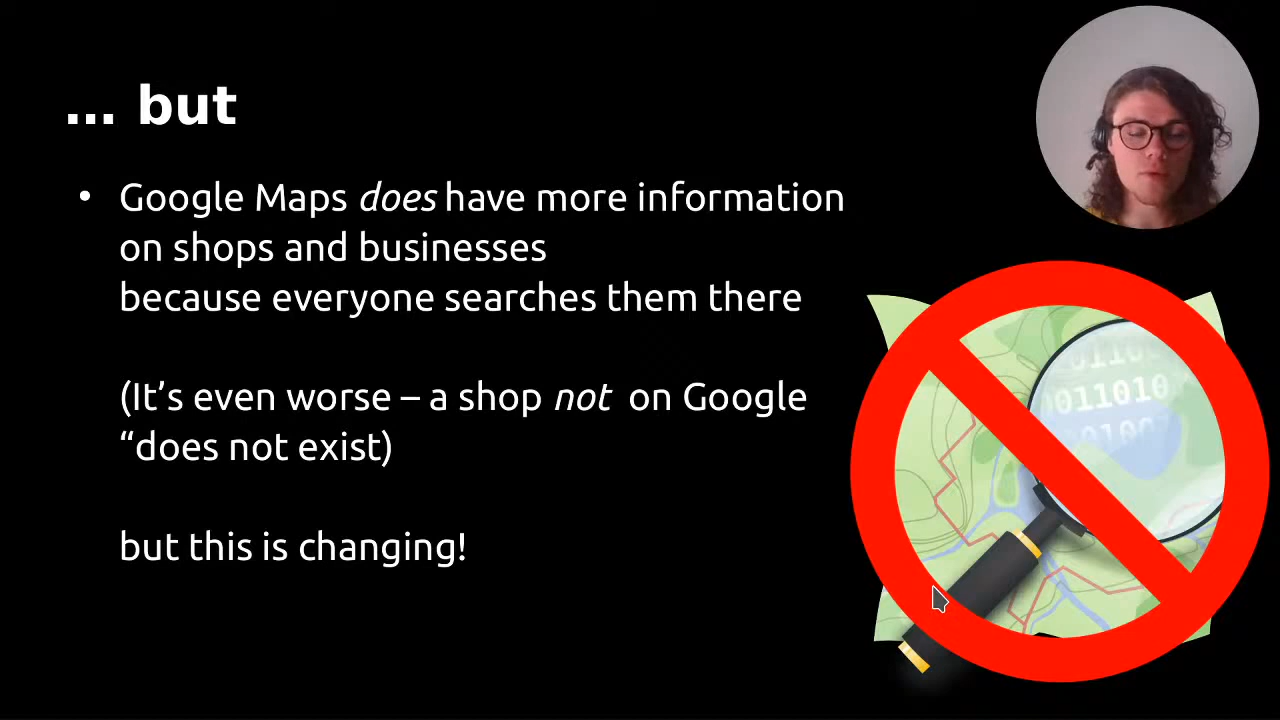 ... but
• Google Maps does have more information
on shops and businesses
because everyone searches them there
(It’s even worse – a shop not on Google
“does not exist)
but this is changing!
0011010